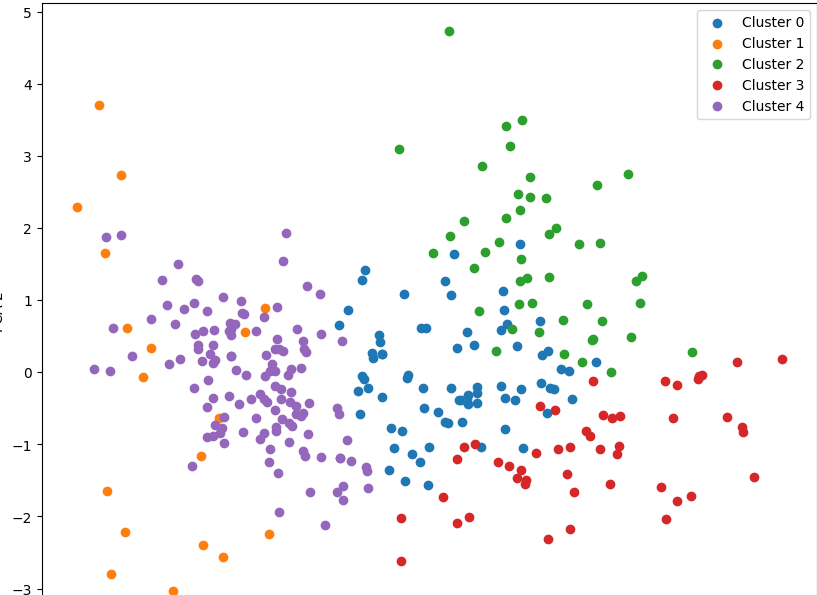 5
4
3
2
1
0
−1
−2
−3
Cluster 0
Cluster 1
Cluster 2
Cluster 3
Cluster 4